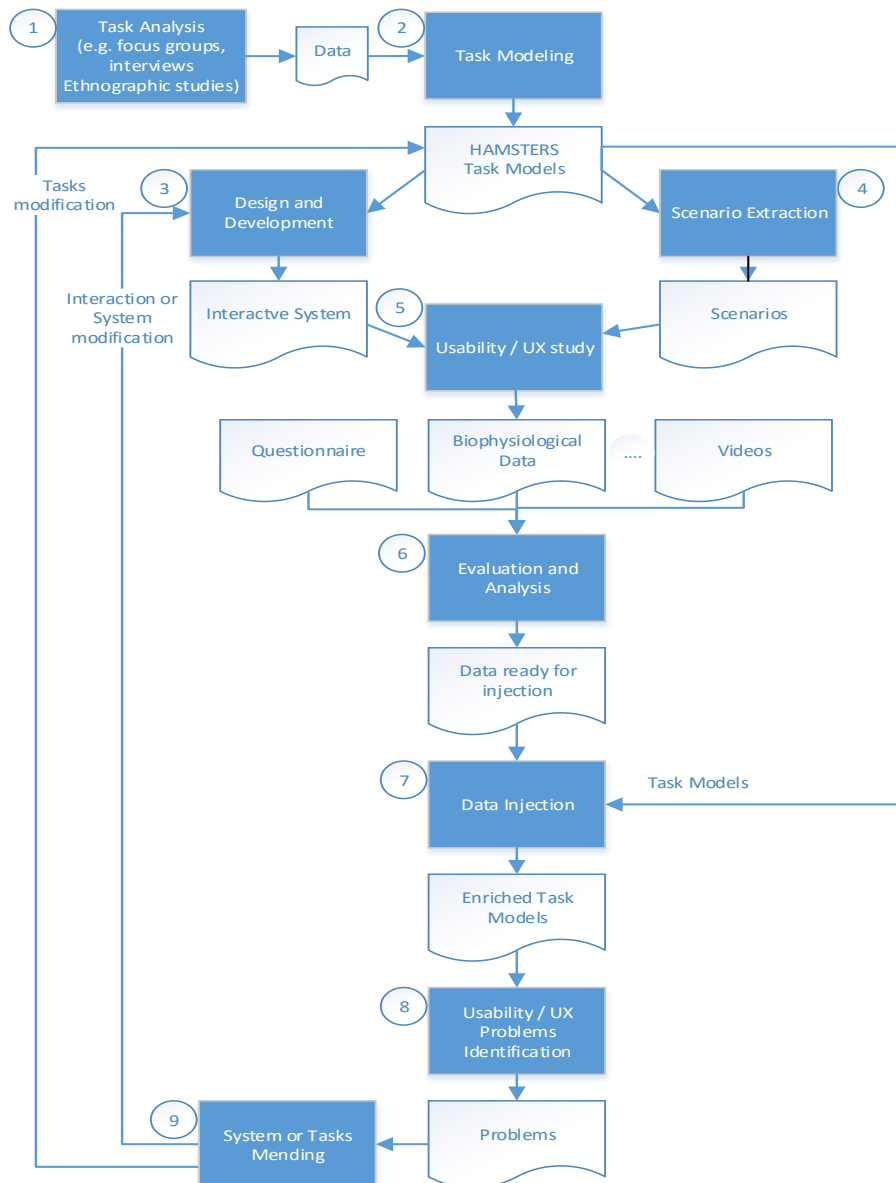 1
Task Analysis
(e.g. focus groups,
interviews
Ethnographic studies)
Data
2
Task Modeling
HAMSTERS
Task Models
Tasks
modification
3
Design and
Development
4
Scenario Extraction
Interaction or
System
modification
Interactve System
5
Usability / UX study
Scenarios
Questionnaire
Biophysiological
Data
....
Videos
6
Evaluation and
Analysis
Data ready for
injection
7
Data Injection
Task Models
Enriched Task
Models
8
Usability / UX
Problems
Identification
9
System or Tasks
Mending
Problems